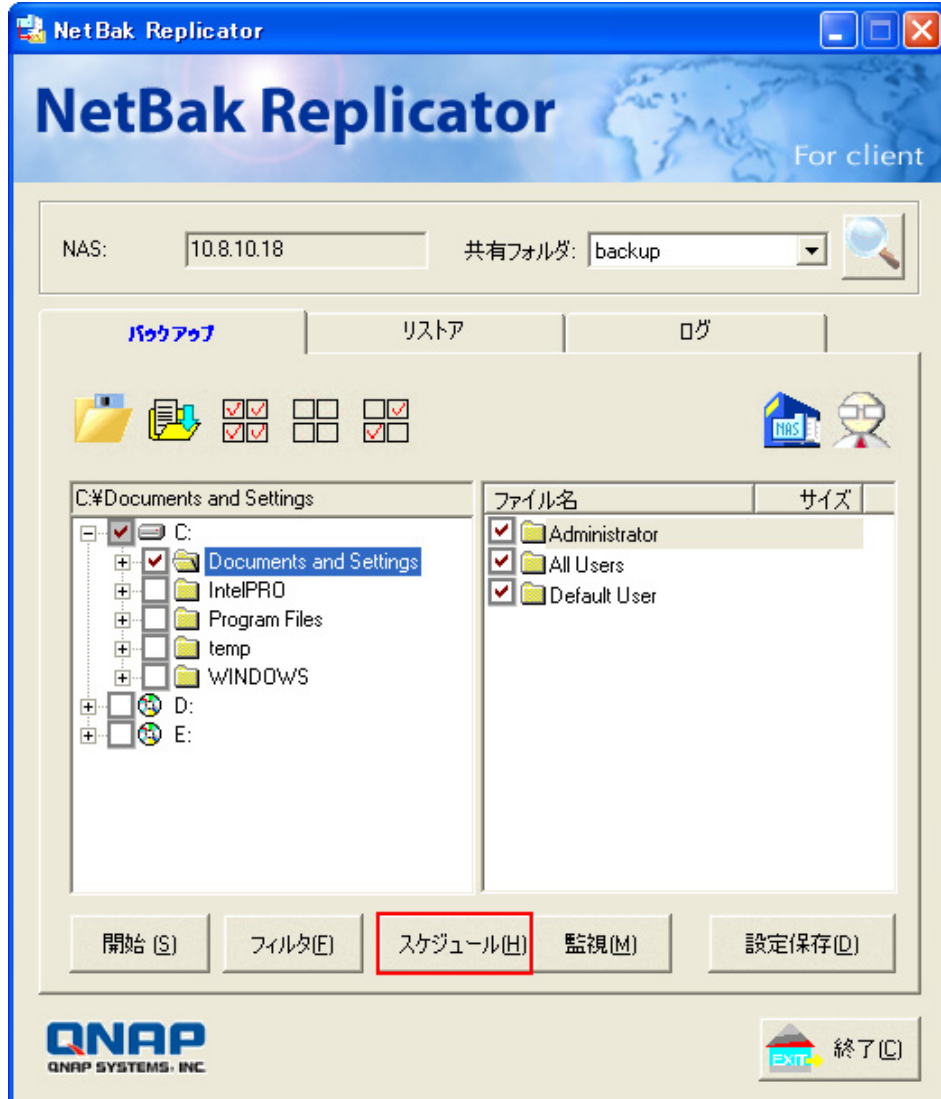 NetBak Replicator
NetBak Replicator
For client
NAS: 10.8.10.18 共有フォルダ: backup
バックアップ リストア ログ
NAS
C:¥Documents and Settings
ファイル名 サイズ
C:
Documents and Settings
IntelPRO
Program Files
temp
WINDOWS
D:
E:
Administrator
All Users
Default User
開始 (S) フィルタ(F) スケジュール(H) 監視(M) 設定保存(D)
QNAP
QNAP SYSTEMS, INC.
EXIT 終了(C)